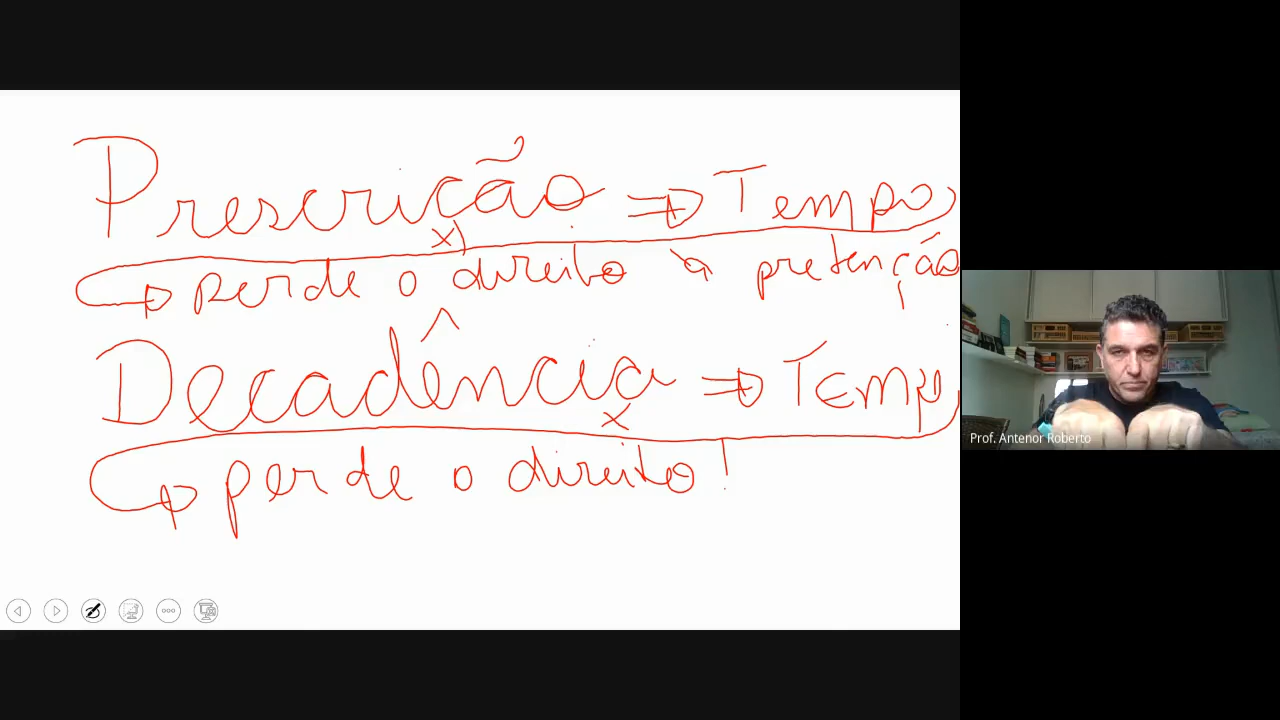 Prescrição ⇒ Tempo
perde o direito à pretenção
Decadência ⇒ Tempo
perde o direito!
Prof. Antenor Roberto